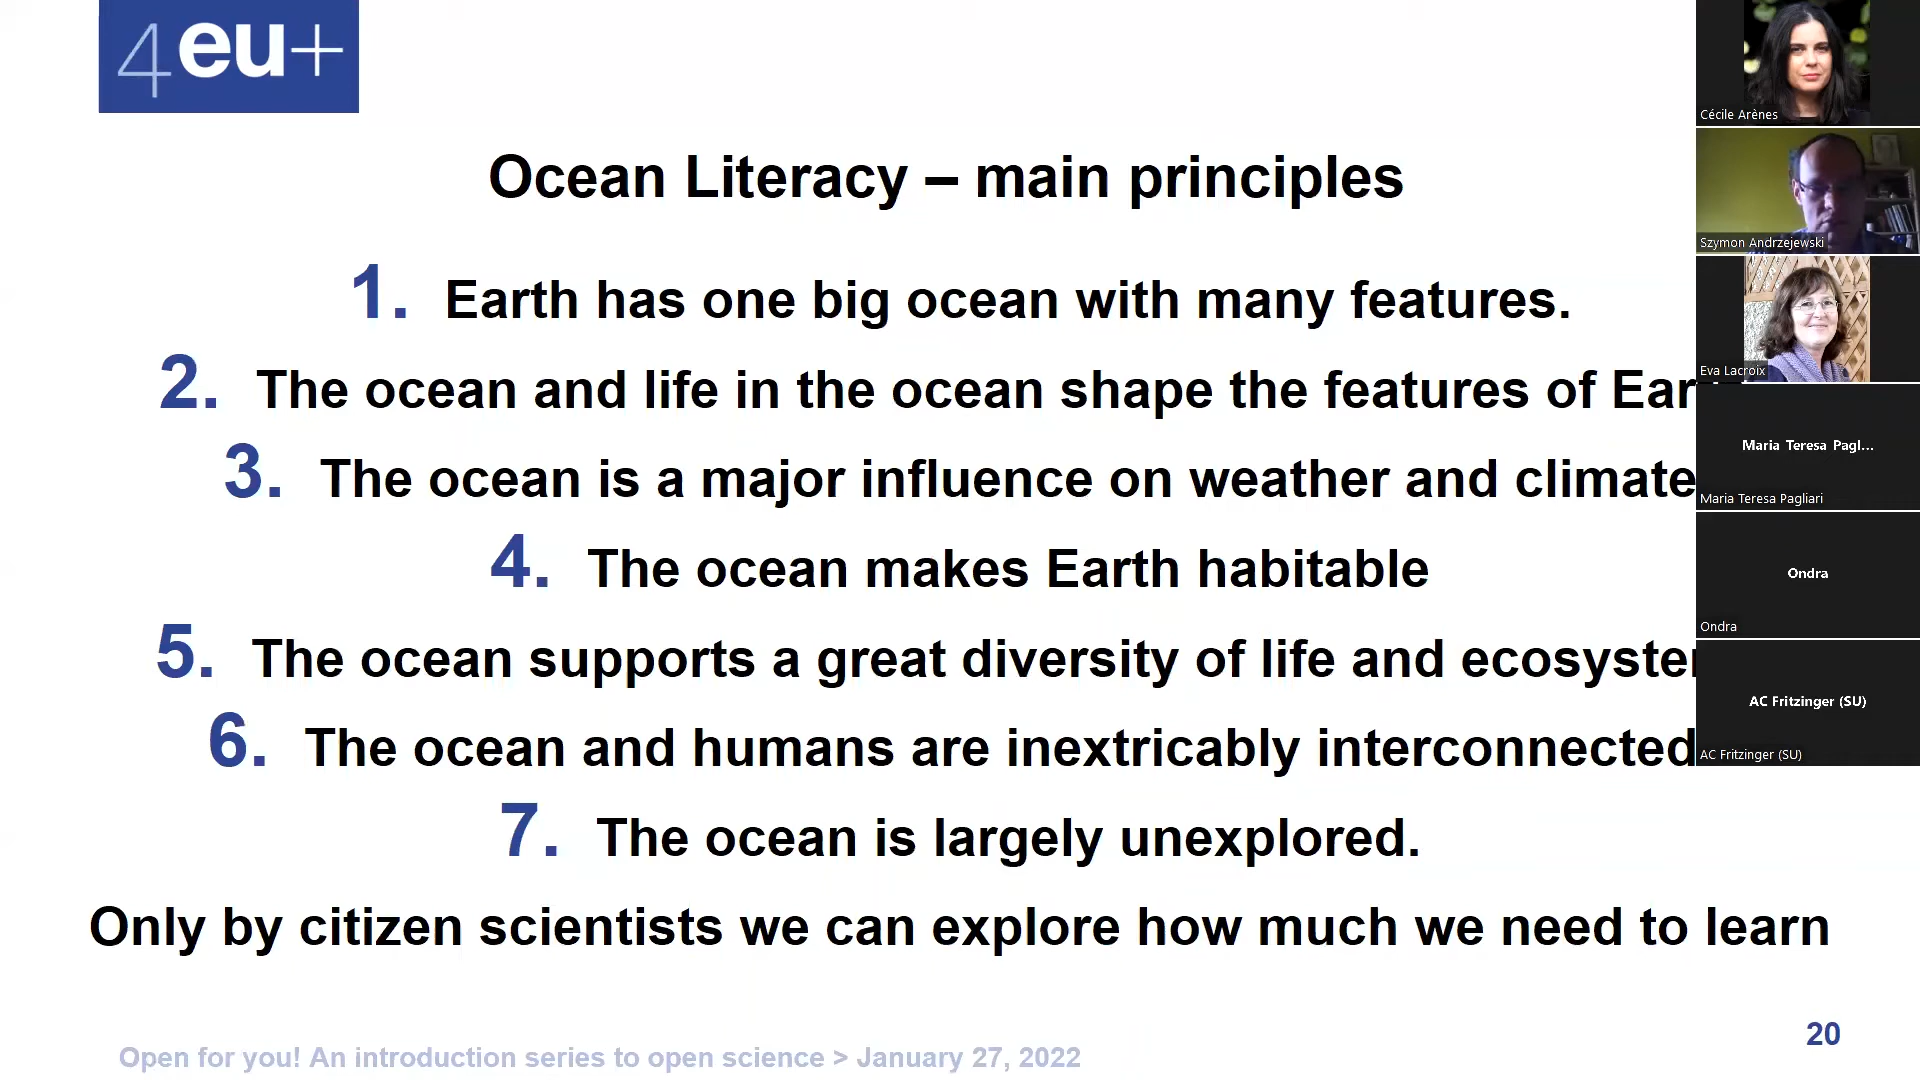 4eu+
Ocean Literacy – main principles
1. Earth has one big ocean with many features.
2. The ocean and life in the ocean shape the features of
3. The ocean is a major influence on weather and climate
4. The ocean makes Earth habitable
5. The ocean supports a great diversity of life and
6. The ocean and humans are inextricably interconnected
7. The ocean is largely unexplored.
Only by citizen scientists we can explore how much we need to learn
Open for you! An introduction series to open science > January 27, 2022
20
Cécile Arènes
Szymon Andrzejewski
Eva Lacroix
Maria Teresa Pagl...
Maria Teresa Pagliari
Ondra
Ondra
AC Fritzinger (SU)
AC Fritzinger (SU)